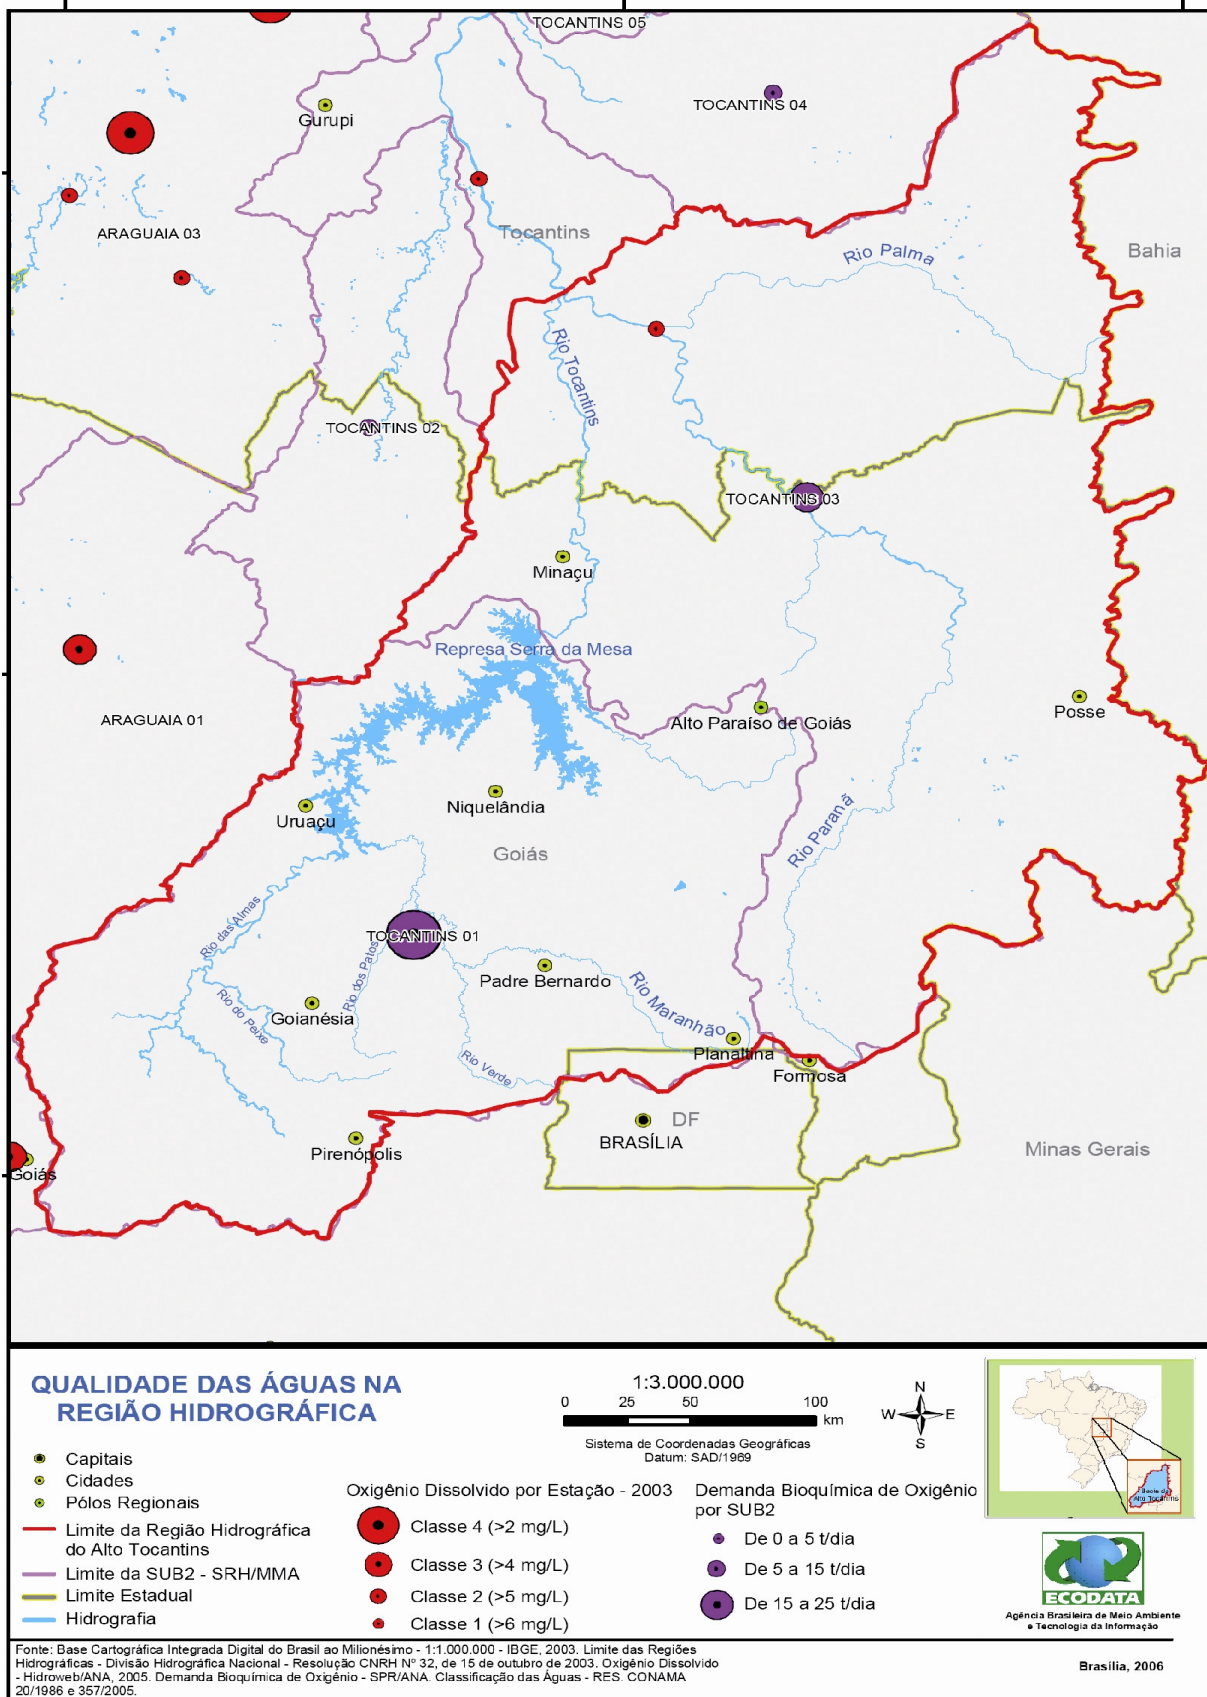 TOCANTINS 05
TOCANTINS 04
Gurupi
Tocantins
ARAGUAIA 03
Bahia
Rio Palma
Rio Tocantins
TOCANTINS 02
TOCANTINS 03
Minaçu
Represa Serra da Mesa
ARAGUAIA 01
Alto Paraíso de Goiás
Posse
Niquelândia
Uruaçu
Rio Paranã
Goiás
Rio das Almas
TOCANTINS 01
Rio dos Patos
Padre Bernardo
Rio Maranhão
Rio do Peixe
Goianésia
Rio Verde
Planaltina
Formosa
DF
BRASÍLIA
Pirenópolis
Minas Gerais
Goiás
QUALIDADE DAS ÁGUAS NA
REGIÃO HIDROGRÁFICA
Capitais
Cidades
Pólos Regionais
Limite da Região Hidrográfica
do Alto Tocantins
Limite da SUB2 - SRH/MMA
Limite Estadual
Hidrografia
1:3.000.000
0 25 50 100
km
Sistema de Coordenadas Geográficas
Datum: SAD/1969
N
W E
S
Oxigênio Dissolvido por Estação - 2003
Classe 4 (>2 mg/L)
Classe 3 (>4 mg/L)
Classe 2 (>5 mg/L)
Classe 1 (>6 mg/L)
Demanda Bioquímica de Oxigênio
por SUB2
De 0 a 5 t/dia
De 5 a 15 t/dia
De 15 a 25 t/dia
Bacia do
Alto Tocantins
ECODATA
Agência Brasileira de Meio Ambiente
e Tecnologia da Informação
Fonte: Base Cartográfica Integrada Digital do Brasil ao Milionésimo - 1:1.000.000 - IBGE, 2003. Limite das Regiões
Hidrográficas - Divisão Hidrográfica Nacional - Resolução CNRH Nº 32, de 15 de outubro de 2003. Oxigênio Dissolvido
- Hidroweb/ANA, 2005. Demanda Bioquímica de Oxigênio - SPR/ANA. Classificação das Águas - RES. CONAMA
20/1986 e 357/2005.
Brasília, 2006